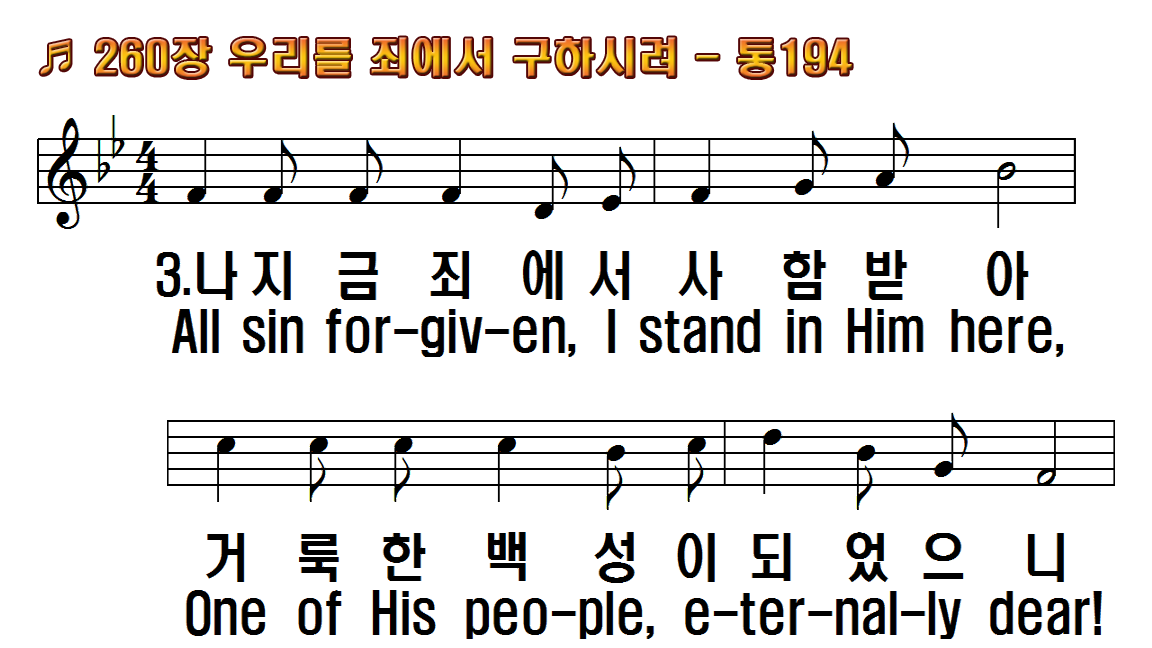 ♬ 260장 우리를 죄에서 구하시려 - 통194
4
4
3.나 지 금 죄 에 서 사 함 받 아
All sin for-giv-en, I stand in Him here,
거 룩 한 백 성 이 되 었 으 니
One of His peo-ple, e-ter-nal-ly dear!